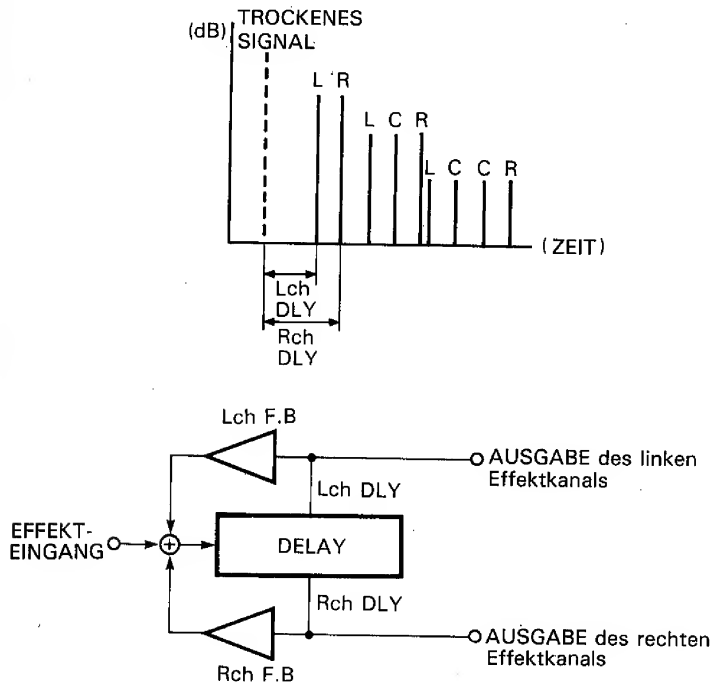 (dB)
TROCKENES
SIGNAL
L R
L C R
L C C R
(ZEIT)
Lch
DLY
Rch
DLY
Lch F.B
AUSGABE des linken
Effektkanals
Lch DLY
EFFEKT-
EINGANG
+
DELAY
Rch DLY
AUSGABE des rechten
Effektkanals
Rch F.B